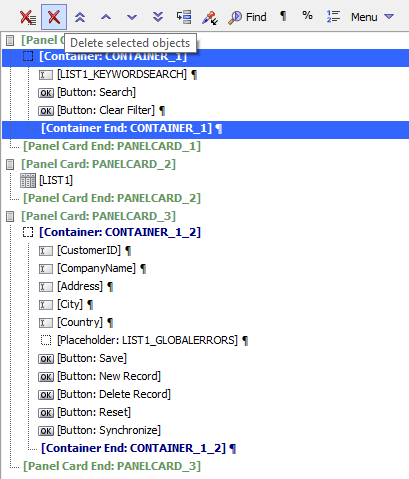 Find ¶ % Menu
[Panel Car
Delete selected objects
[Container: CONTAINER_1]
[LIST1_KEYWORDSEARCH] ¶
OK [Button: Search]
OK [Button: Clear Filter] ¶
[Container End: CONTAINER_1] ¶
[Panel Card End: PANELCARD_1]
[Panel Card: PANELCARD_2]
[LIST1]
[Panel Card End: PANELCARD_2]
[Panel Card: PANELCARD_3]
[Container: CONTAINER_1_2]
[CustomerID] ¶
[CompanyName] ¶
[Address] ¶
[City] ¶
[Country] ¶
[Placeholder: LIST1_GLOBALERRORS] ¶
OK [Button: Save]
OK [Button: New Record]
OK [Button: Delete Record]
OK [Button: Reset]
OK [Button: Synchronize]
[Container End: CONTAINER_1_2] ¶
[Panel Card End: PANELCARD_3]